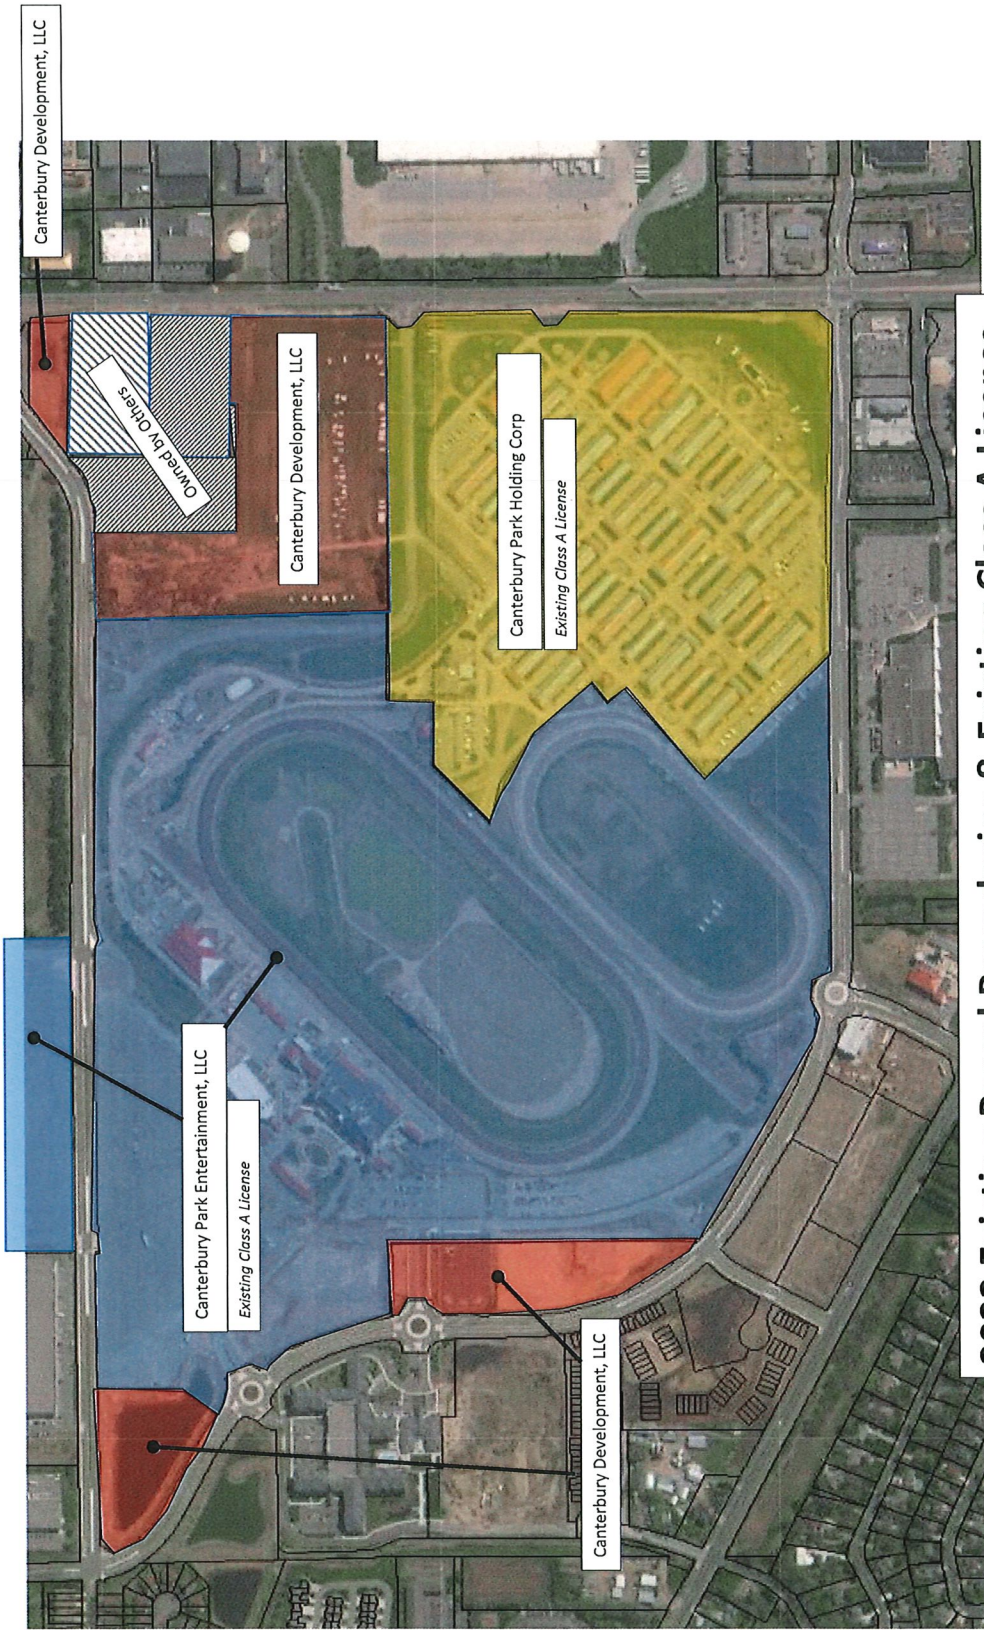 Canterbury Development, LLC
Owned by Others
Canterbury Development, LLC
Canterbury Park Holding Corp
Existing Class A License
Canterbury Park Entertainment, LLC
Existing Class A License
Canterbury Development, LLC